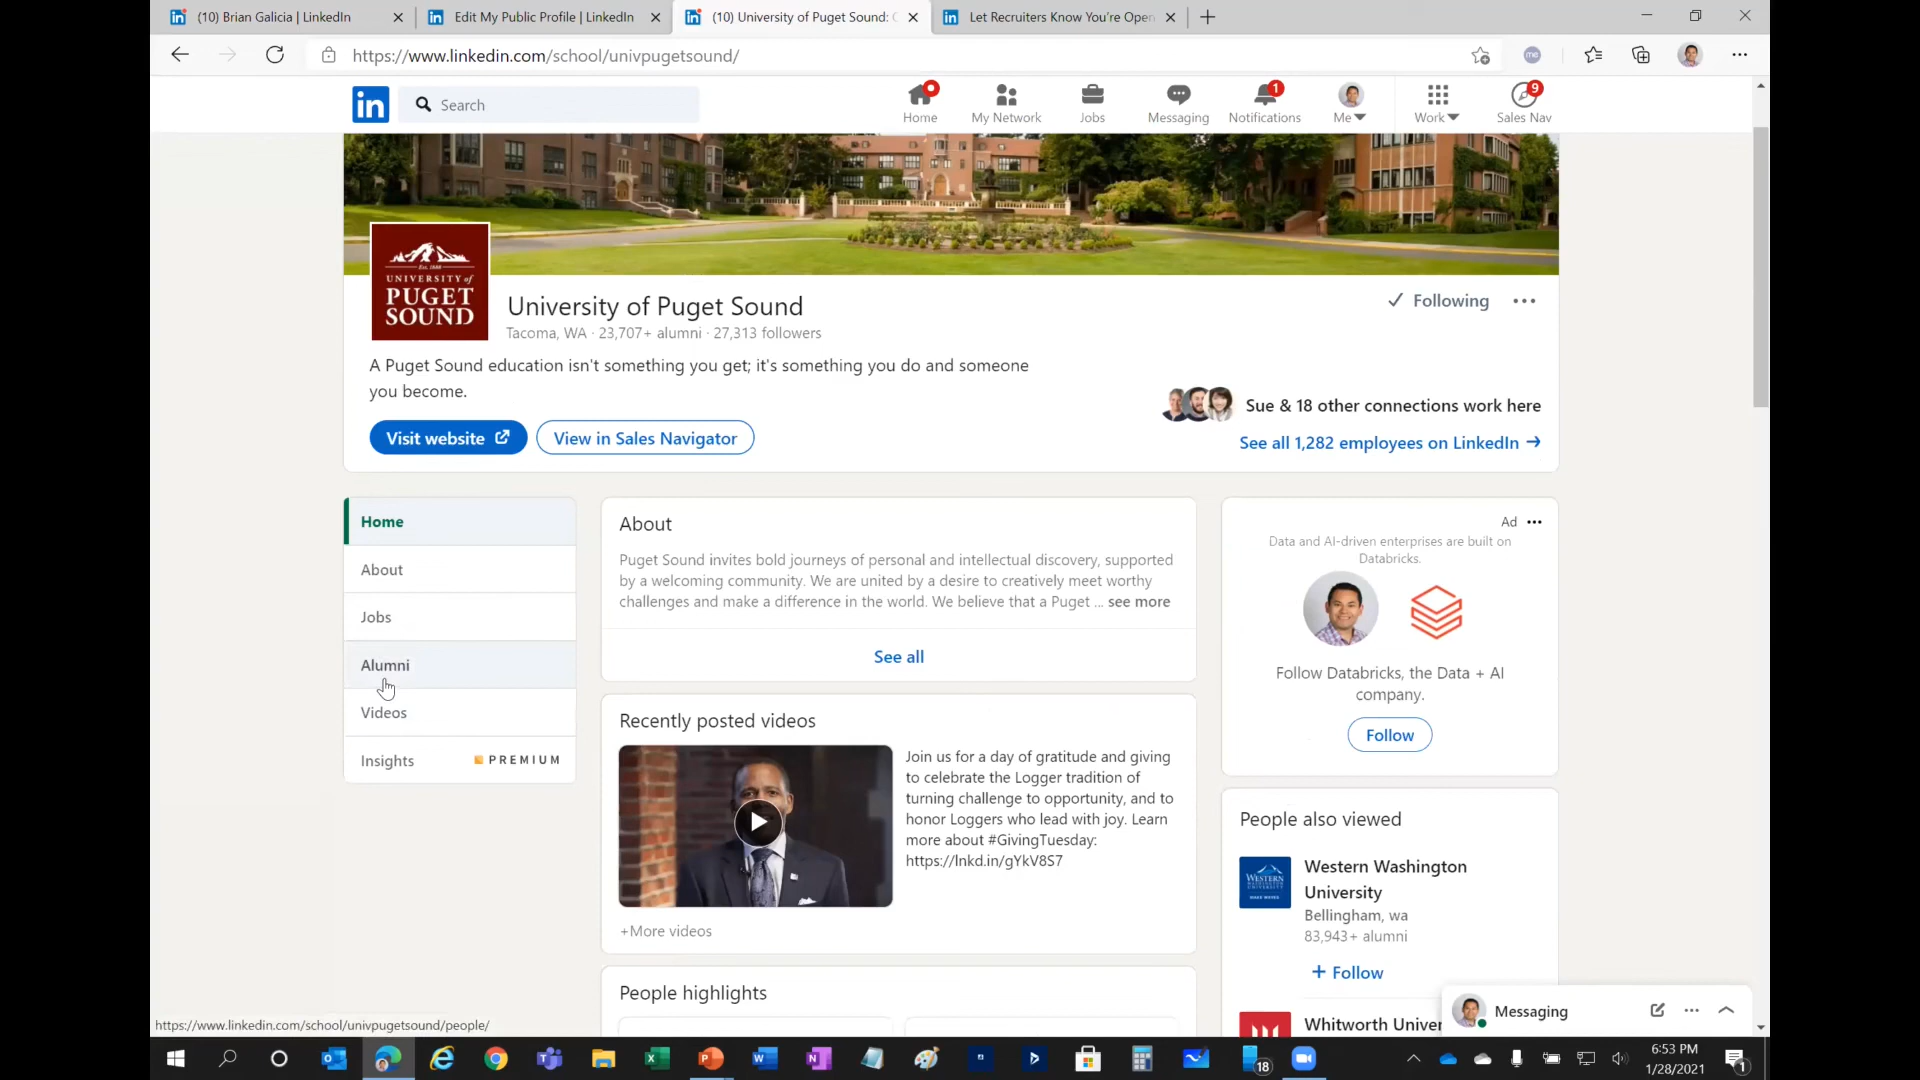 (10) Brian Galicia | LinkedIn
Edit My Public Profile | LinkedIn
(10) University of Puget Sound:
Let Recruiters Know You're Open
https://www.linkedin.com/school/univpugetsound/
me
in
Search
Home
My Network
Jobs
1
Messaging
Notifications
Me
Work
9
Sales Nav
Est. 1888
UNIVERSITY of
PUGET
SOUND
University of Puget Sound
Tacoma, WA · 23,707+ alumni · 27,313 followers
Following
A Puget Sound education isn't something you get; it's something you do and someone
you become.
Sue & 18 other connections work here
Visit website
View in Sales Navigator
See all 1,282 employees on LinkedIn →
Home
About
Jobs
Alumni
Videos
Insights
PREMIUM
About
Puget Sound invites bold journeys of personal and intellectual discovery, supported
by a welcoming community. We are united by a desire to creatively meet worthy
challenges and make a difference in the world. We believe that a Puget ... see more
See all
Recently posted videos
Join us for a day of gratitude and giving
to celebrate the Logger tradition of
turning challenge to opportunity, and to
honor Loggers who lead with joy. Learn
more about #GivingTuesday:
https://lnkd.in/gYkV8S7
+More videos
People highlights
Ad
Data and AI-driven enterprises are built on
Databricks.
Follow Databricks, the Data + AI
company.
Follow
People also viewed
WESTERN
Western Washington
University
Bellingham, wa
83,943+ alumni
+ Follow
Whitworth Univer
Messaging
https://www.linkedin.com/school/univpugetsound/people/
18
6:53 PM
1/28/2021
1